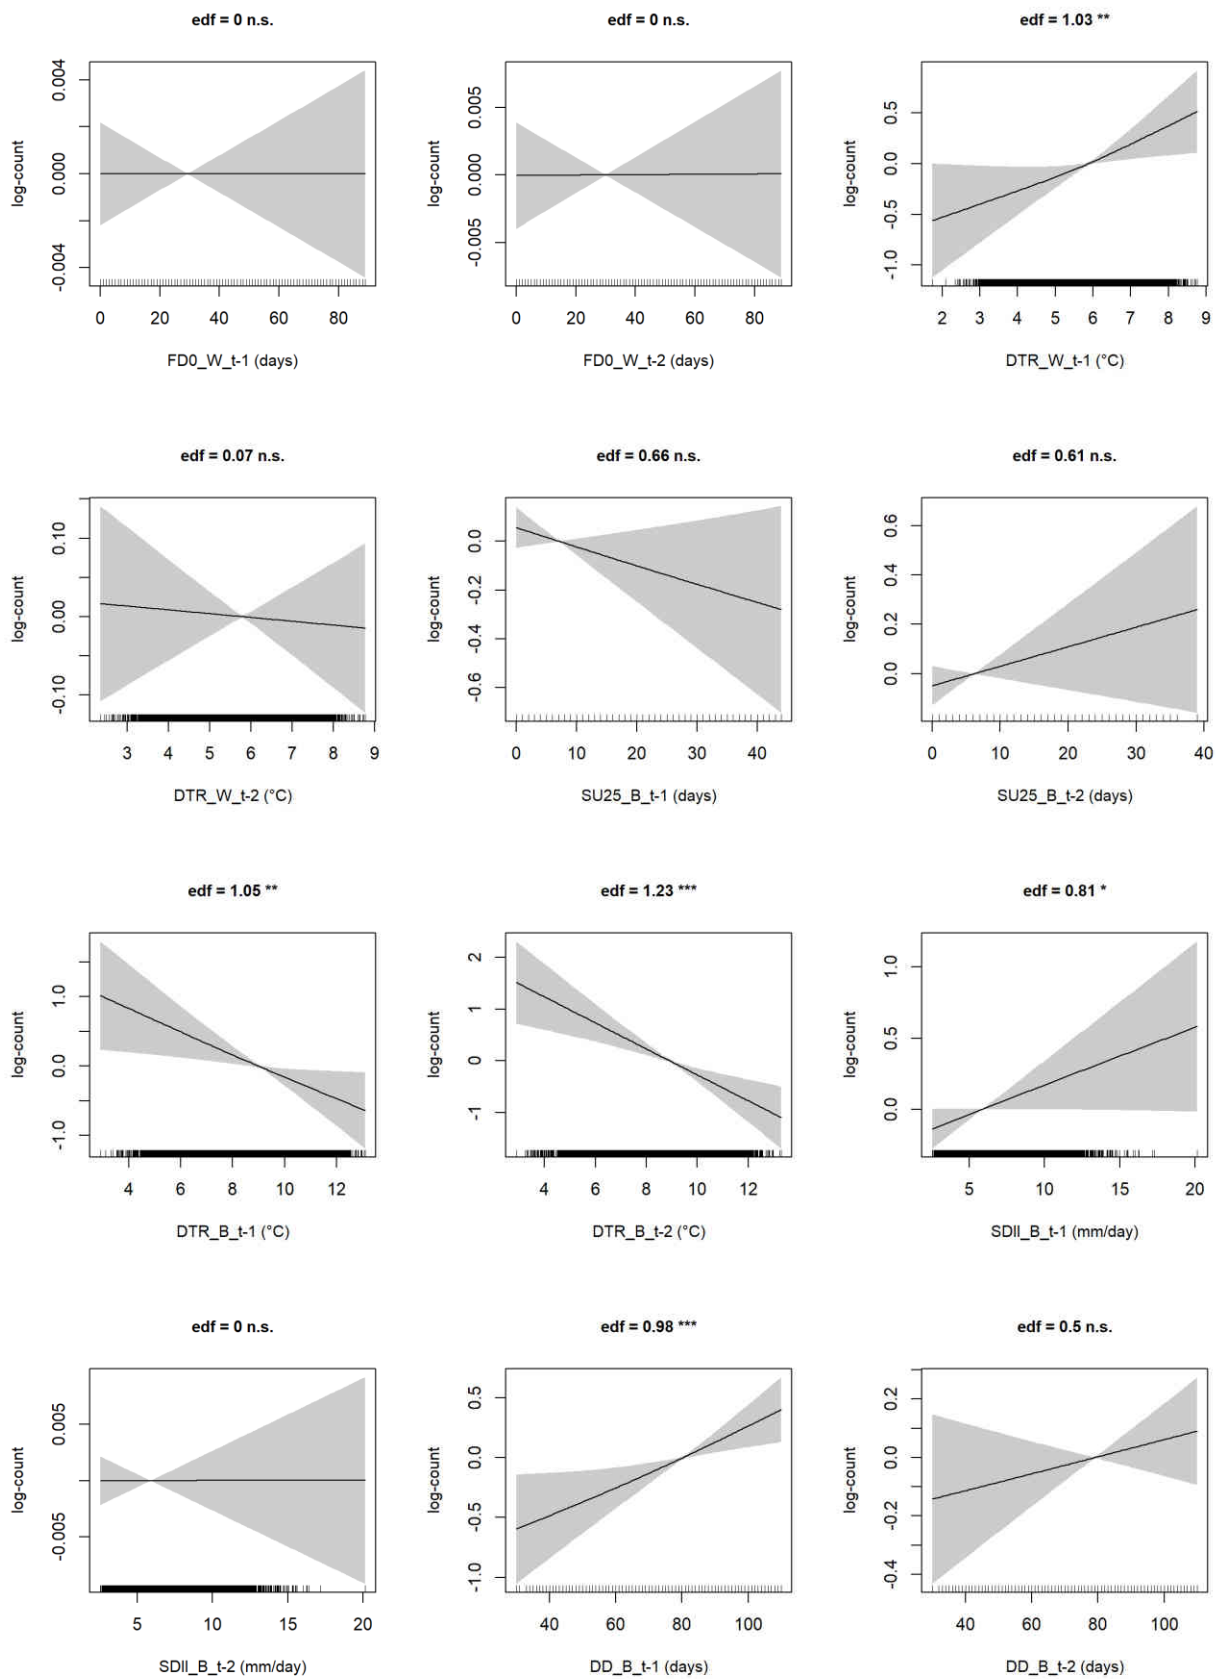 edf = 0 n.s.
log-count
0.004
0.000
-0.004
0 20 40 60 80
FD0_W_t-1 (days)
edf = 0 n.s.
log-count
0.005
0.000
-0.005
0 20 40 60 80
FD0_W_t-2 (days)
edf = 1.03 **
log-count
0.5
0.0
-0.5
-1.0
2 3 4 5 6 7 8 9
DTR_W_t-1 (°C)
edf = 0.07 n.s.
log-count
0.10
0.00
-0.10
3 4 5 6 7 8 9
DTR_W_t-2 (°C)
edf = 0.66 n.s.
log-count
0.0
-0.2
-0.4
-0.6
0 10 20 30 40
SU25_B_t-1 (days)
edf = 0.61 n.s.
log-count
0.6
0.4
0.2
0.0
0 10 20 30 40
SU25_B_t-2 (days)
edf = 1.05 **
log-count
1.0
0.0
-1.0
4 6 8 10 12
DTR_B_t-1 (°C)
edf = 1.23 ***
log-count
2
1
0
-1
4 6 8 10 12
DTR_B_t-2 (°C)
edf = 0.81 *
log-count
1.0
0.5
0.0
5 10 15 20
SDII_B_t-1 (mm/day)
edf = 0 n.s.
log-count
0.005
-0.005
5 10 15 20
SDII_B_t-2 (mm/day)
edf = 0.98 ***
log-count
0.5
0.0
-0.5
-1.0
40 60 80 100
DD_B_t-1 (days)
edf = 0.5 n.s.
log-count
0.2
0.0
-0.2
-0.4
40 60 80 100
DD_B_t-2 (days)